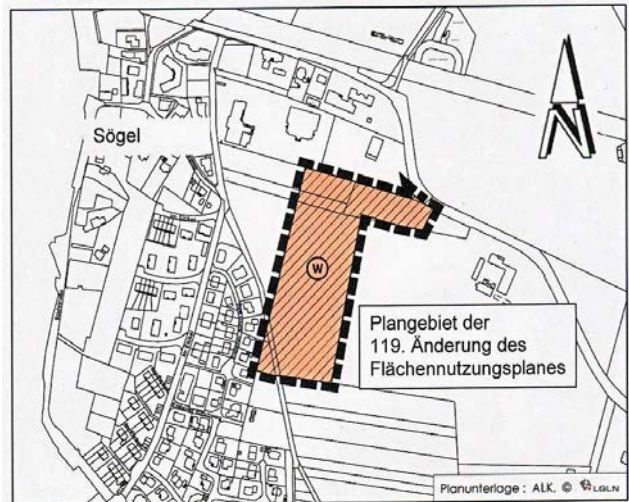 Sögel
W
Plangebiet der
119. Änderung des
Flächennutzungsplanes
N
Planunterlage : ALK, © LGLN